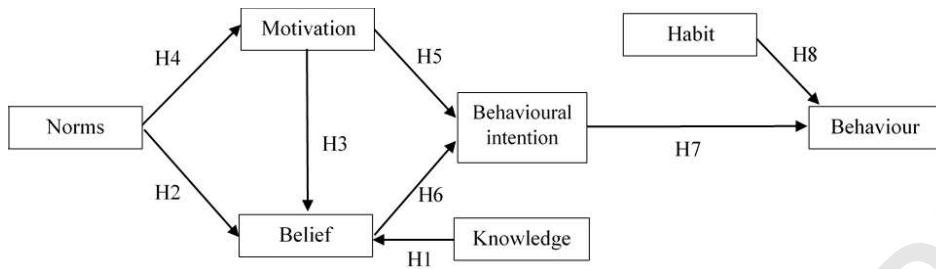 Motivation
Habit
H4
H5
H8
Norms
Behavioural
intention
Behaviour
H3
H7
H2
H6
Belief
Knowledge
H1